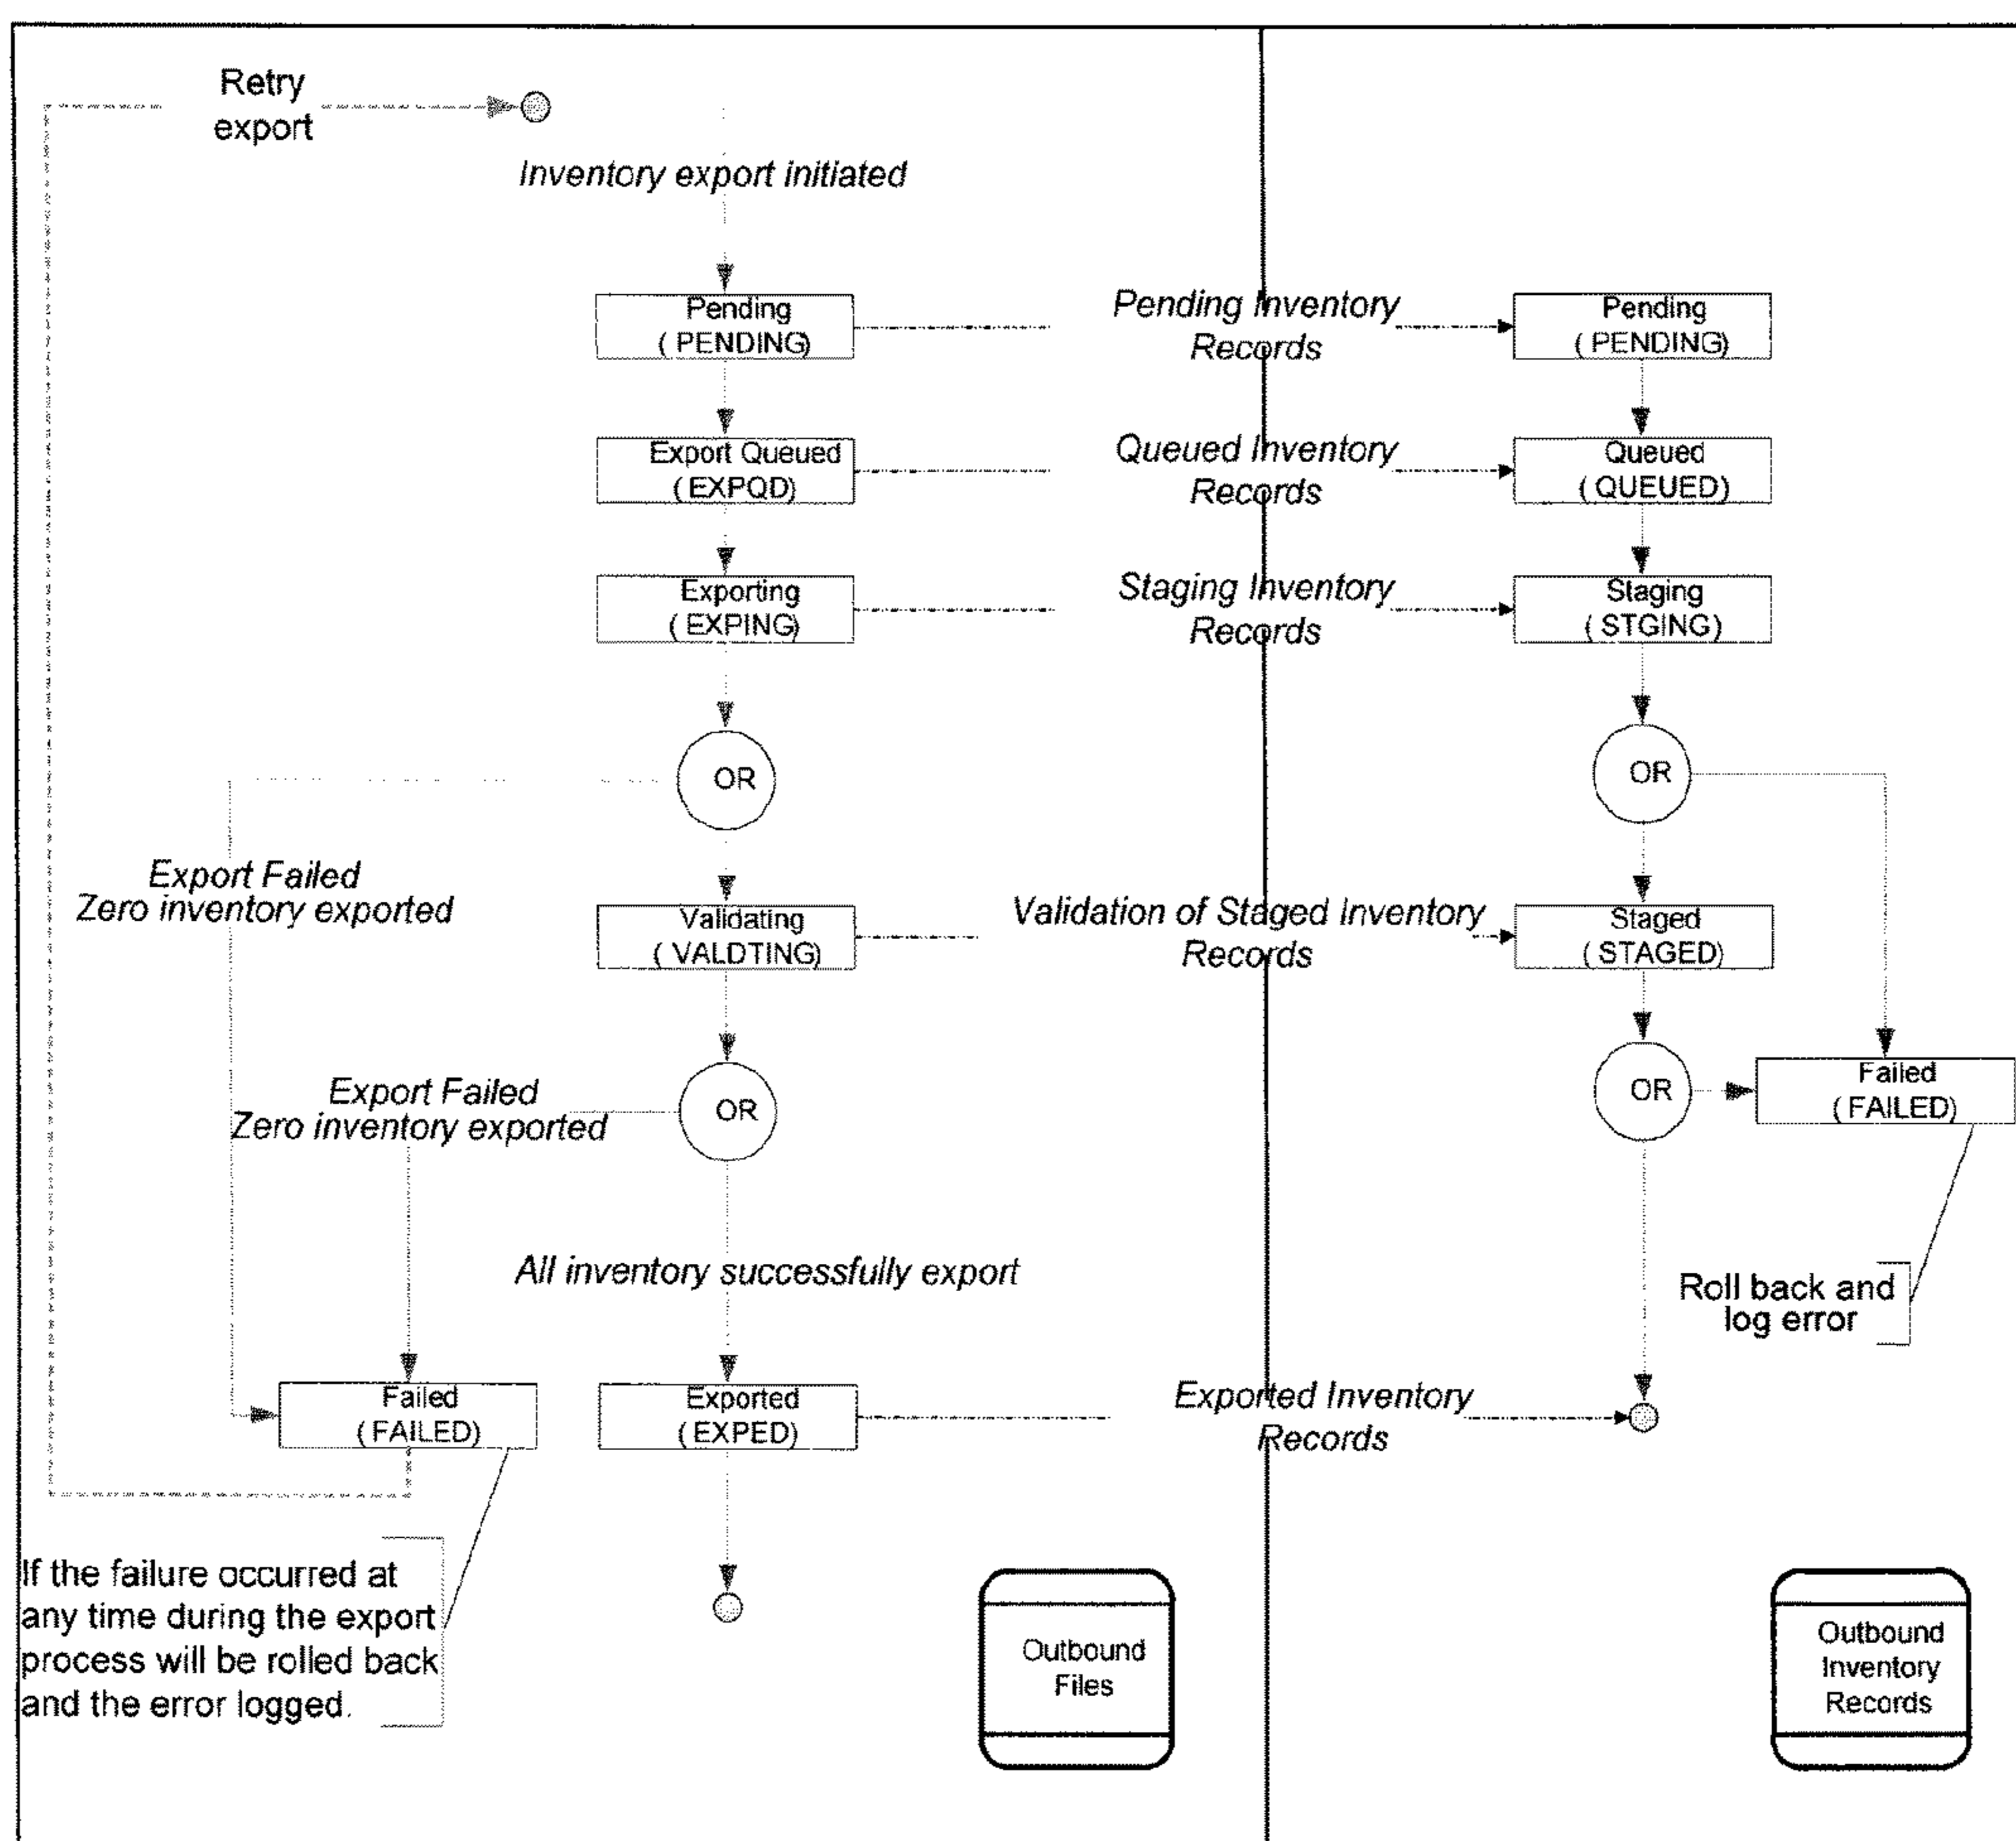 Retry
export
Inventory export initiated
Pending
( PENDING)
Pending Inventory
Records
Pending
( PENDING)
Export Queued
( EXPQD)
Queued Inventory
Records
Queued
( QUEUED)
Exporting
( EXPING)
Staging Inventory
Records
Staging
( STGING)
OR
OR
Export Failed
Zero inventory exported
Validating
( VALDTING)
Validation of Staged Inventory
Records
Staged
( STAGED)
Export Failed
Zero inventory exported
OR
OR
Failed
( FAILED)
All inventory successfully export
Roll back and
log error
Failed
( FAILED)
Exported
( EXPED)
Exported Inventory
Records
If the failure occurred at
any time during the export
process will be rolled back
and the error logged.
Outbound
Files
Outbound
Inventory
Records